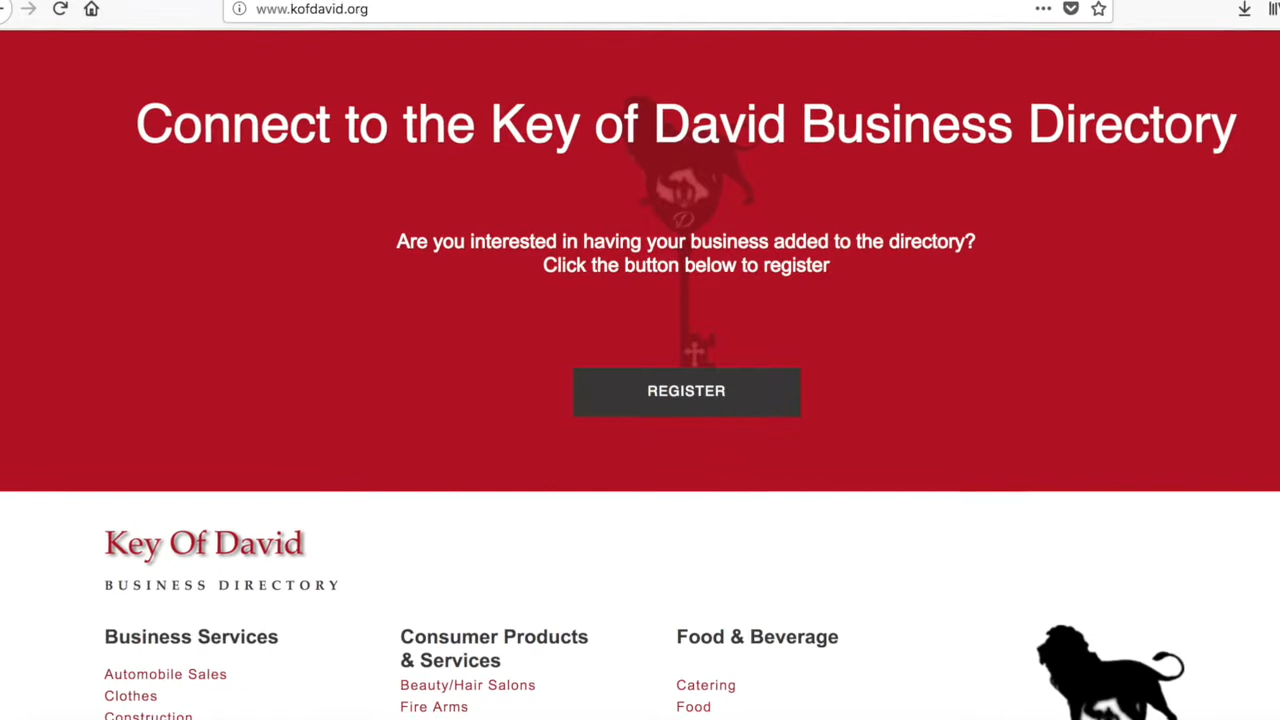 www.kofdavid.org
Connect to the Key of David Business Directory
Are you interested in having your business added to the directory?
Click the button below to register
REGISTER
Key Of David
BUSINESS DIRECTORY
Business Services
Automobile Sales
Clothes
Construction
Consumer Products
& Services
Beauty/Hair Salons
Fire Arms
Food & Beverage
Catering
Food